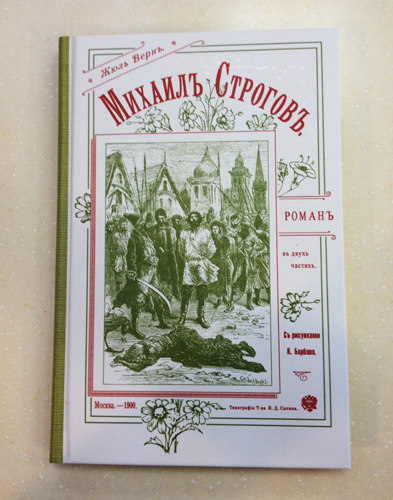 Жюль Вернъ.
Михаилъ Строговъ.
РОМАНЪ
въ двухъ
частяхъ.
Съ рисунками
К. Барбана.
Москва.—1900.
Типографія Т-ва И. Д. Сытина.